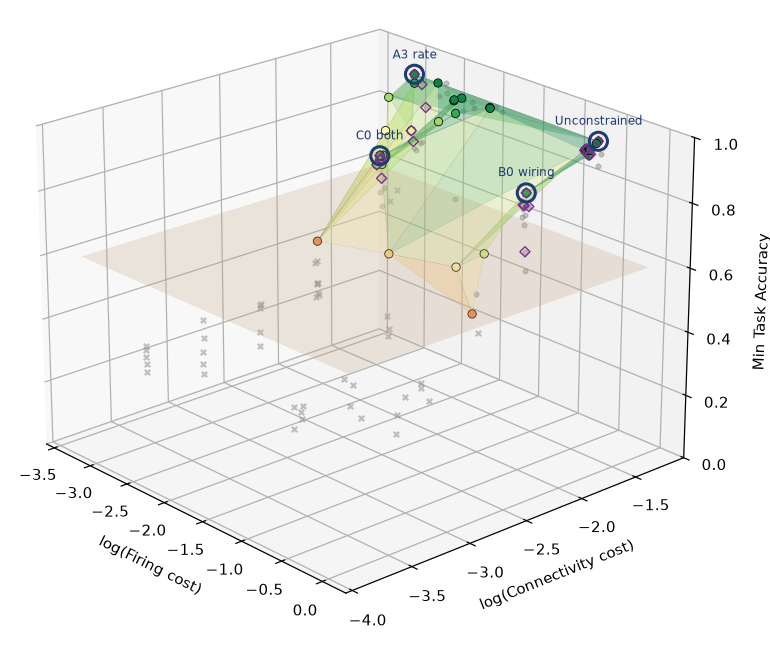 A3 rate
Unconstrained
C0 both
B0 wiring
1.0
0.8
0.6
0.4
0.2
0.0
Min Task Accuracy
−3.5
−3.0
−2.5
−2.0
−1.5
−1.0
−0.5
0.0
log(Firing cost)
−4.0
−3.5
−3.0
−2.5
−2.0
−1.5
log(Connectivity cost)